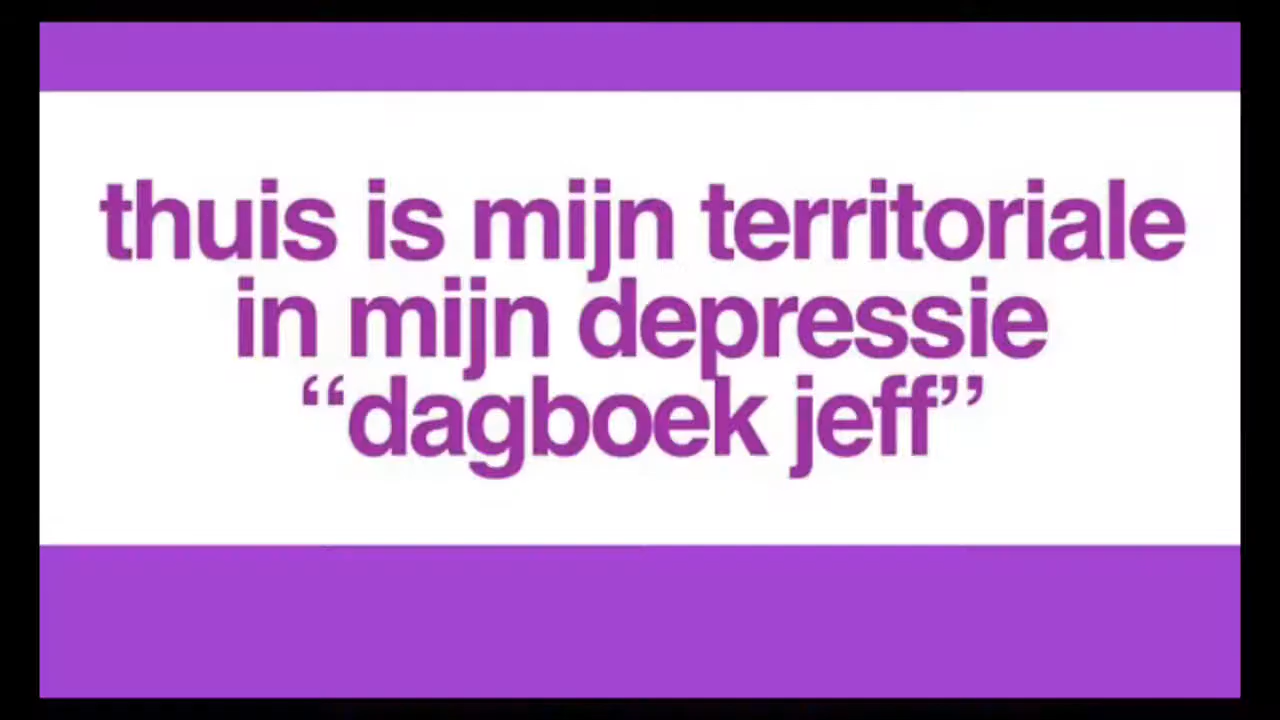 thuis is mijn territoriale
in mijn depressie
“dagboek jeff”